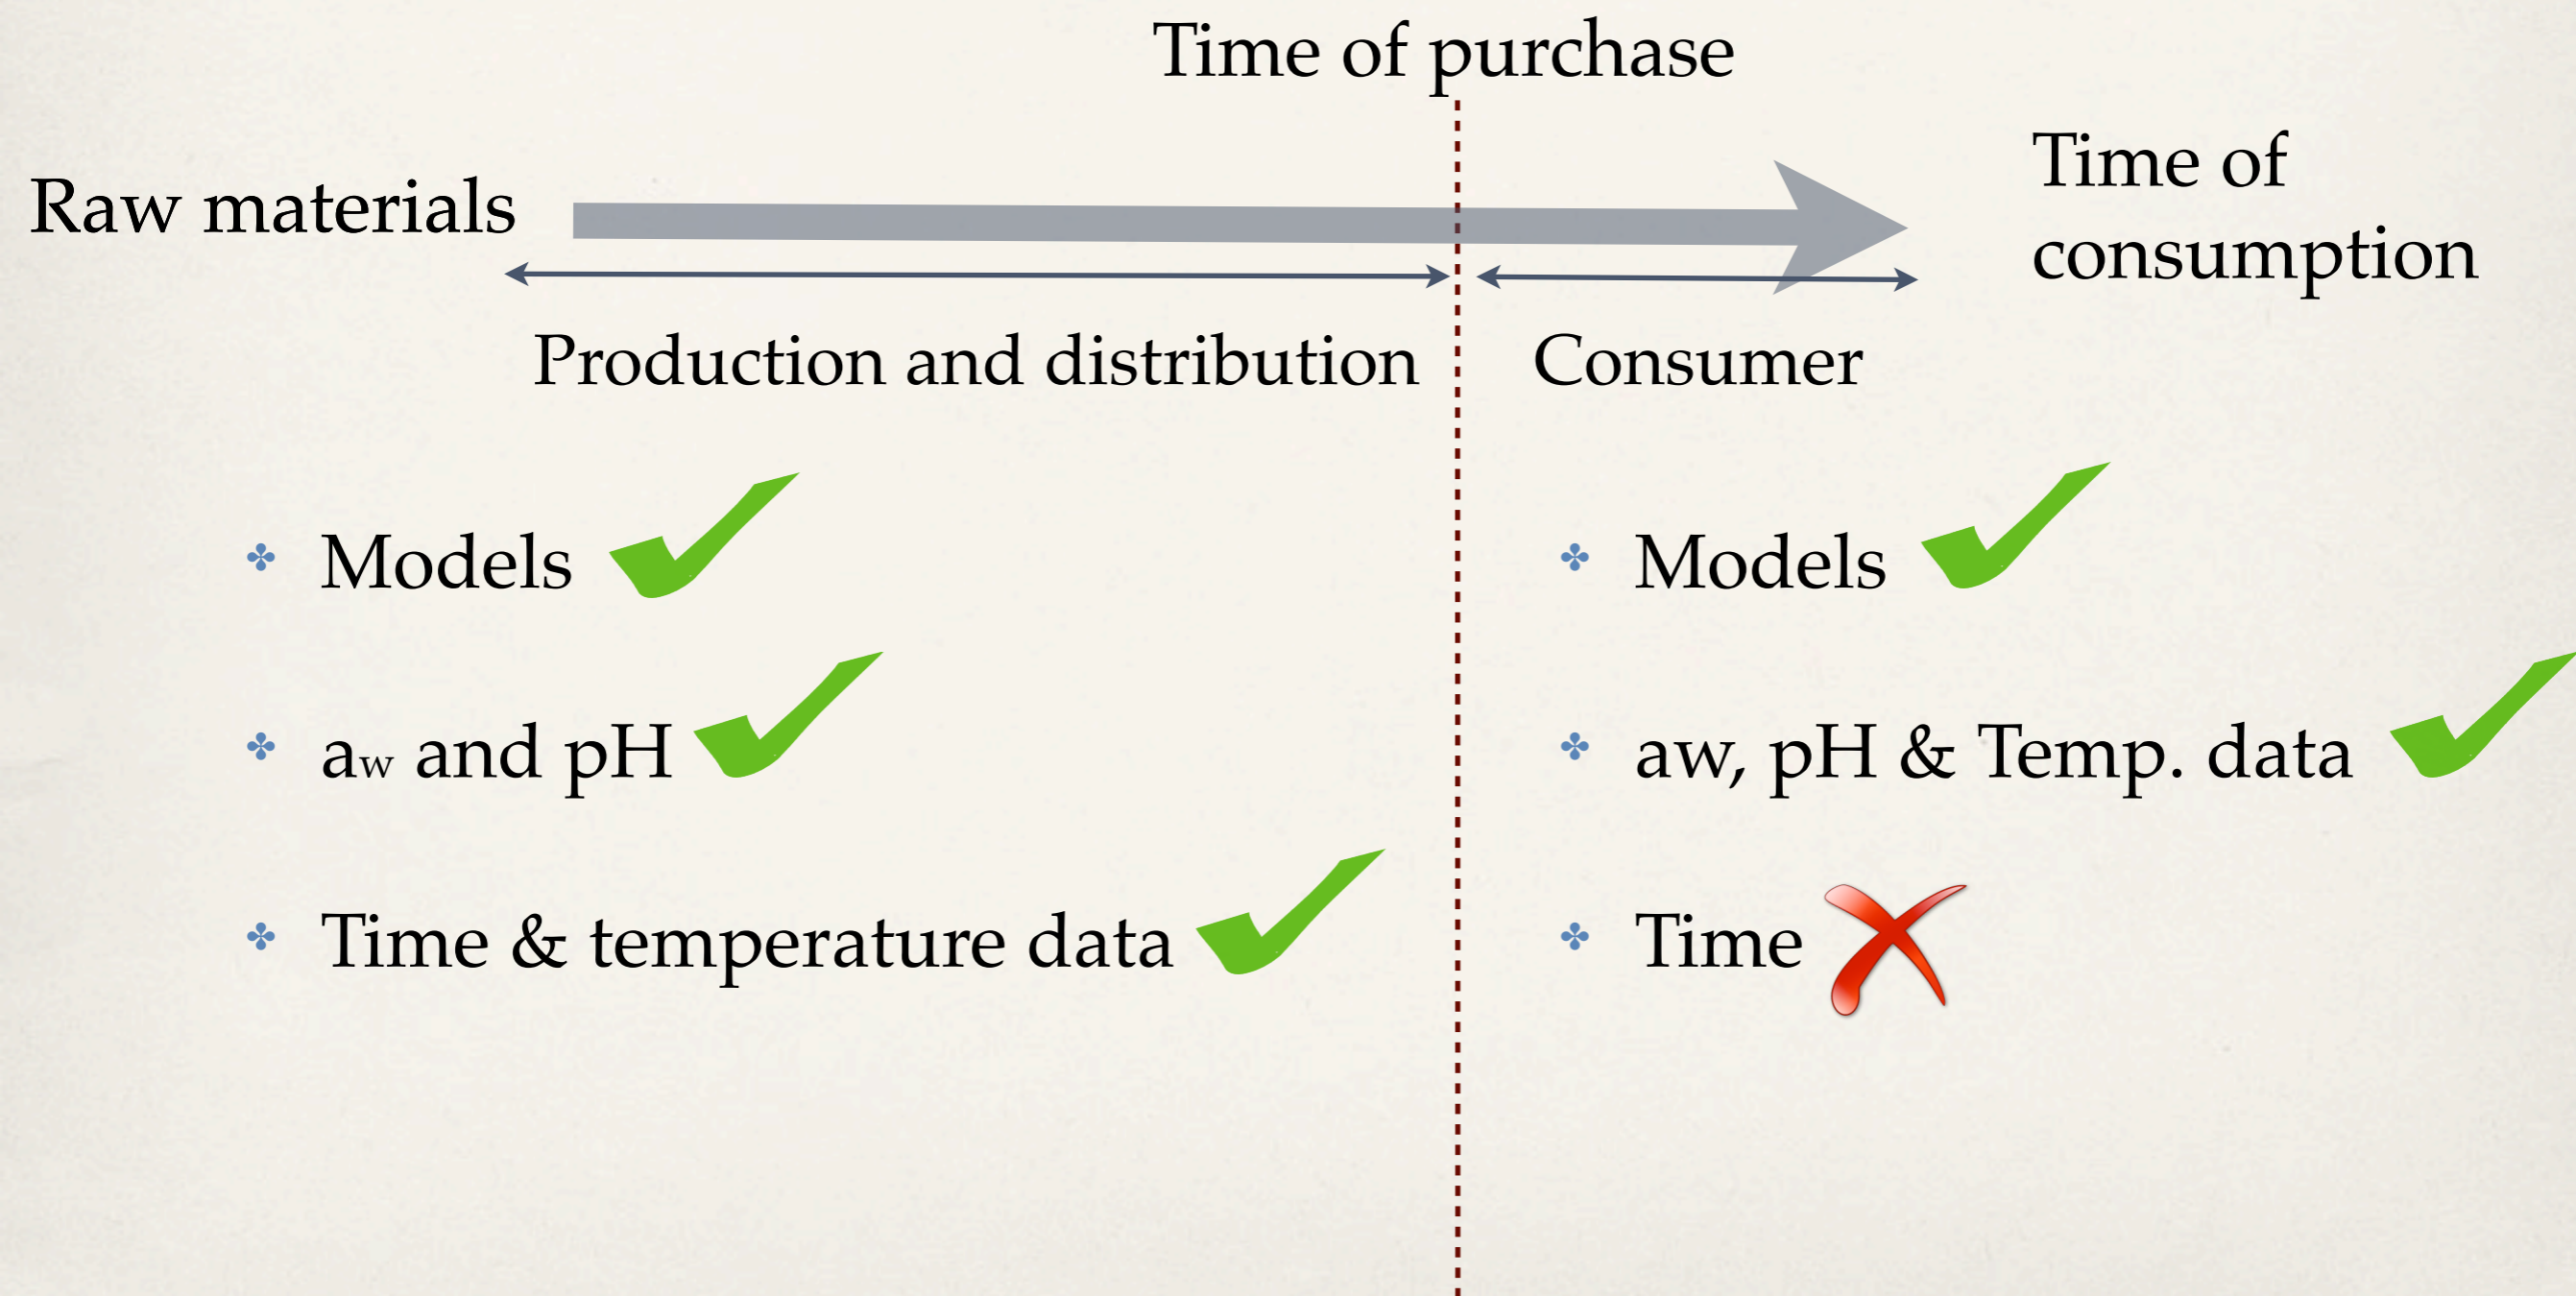 Time of purchase
Raw materials
Time of
consumption
Production and distribution
Consumer
Models
aw and pH
Time & temperature data
Models
aw, pH & Temp. data
Time